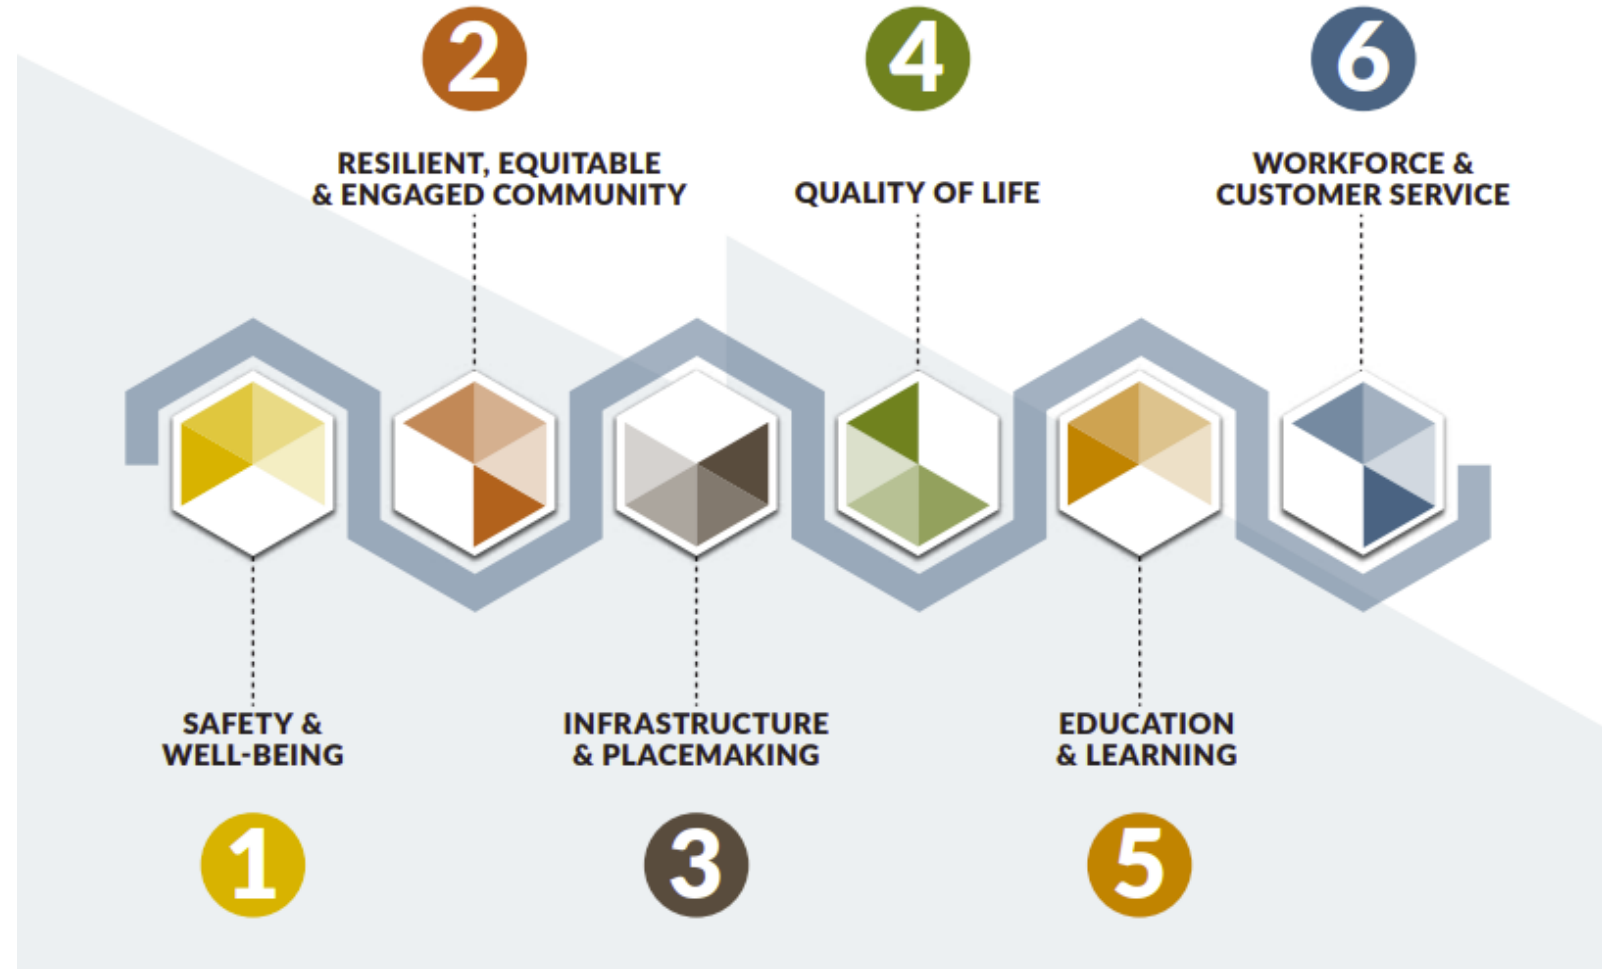 2
RESILIENT, EQUITABLE
& ENGAGED COMMUNITY
4
QUALITY OF LIFE
6
WORKFORCE &
CUSTOMER SERVICE
SAFETY &
WELL-BEING
1
INFRASTRUCTURE
& PLACEMAKING
3
EDUCATION
& LEARNING
5